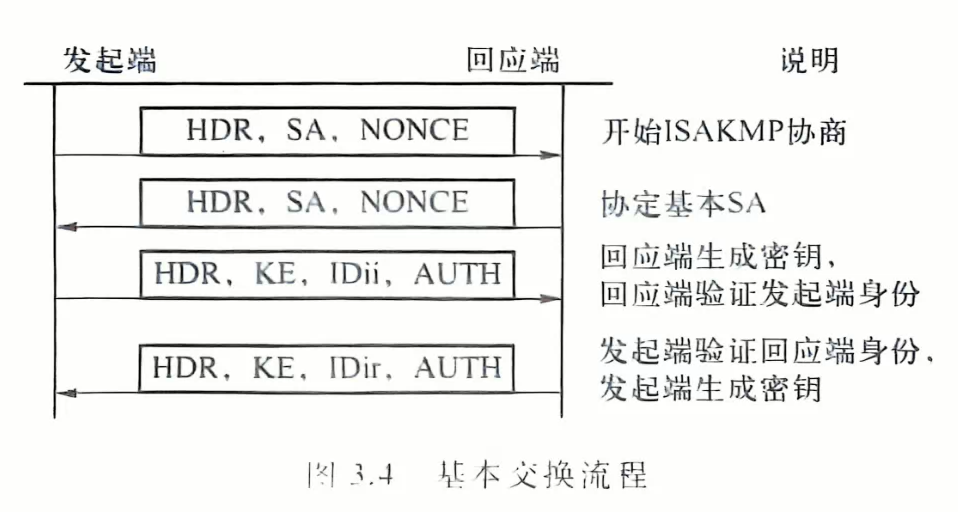 发起端 回应端 说明
HDR，SA，NONCE 开始ISAKMP协商
HDR，SA，NONCE 协定基本SA
HDR，KE，IDii，AUTH 回应端生成密钥，
回应端验证发起端身份
HDR，KE，IDir，AUTH 发起端验证回应端身份，
发起端生成密钥
图 3.4 基本交换流程